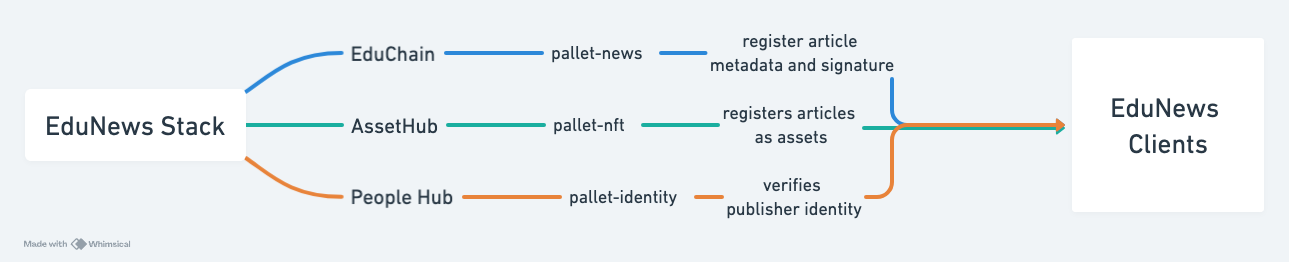 EduNews Stack
EduChain
pallet-news
register article
metadata and signature
AssetHub
pallet-nft
registers articles
as assets
People Hub
pallet-identity
verifies
publisher identity
EduNews
Clients
Made with Whimsical